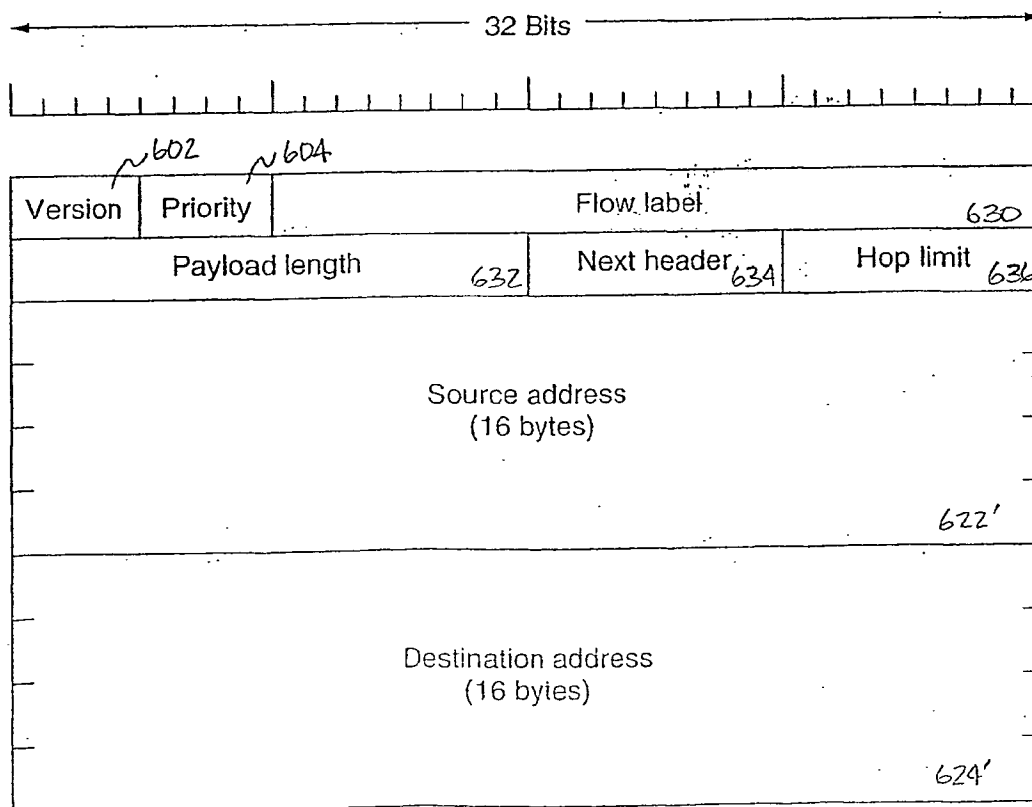 32 Bits
602
604
Version
Priority
Flow label
630
Payload length
632
Next header
634
Hop limit
636
Source address
(16 bytes)
622'
Destination address
(16 bytes)
624'